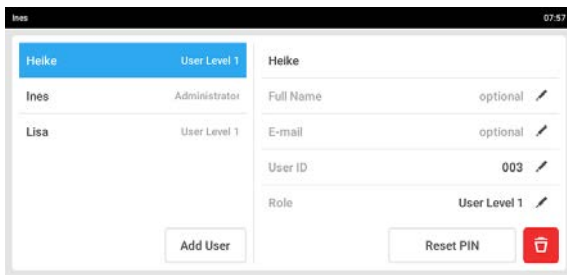 Ines 07:57
Heike User Level 1
Ines Administrator
Lisa User Level 1
Add User
Heike
Full Name optional
E-mail optional
User ID 003
Role User Level 1
Reset PIN